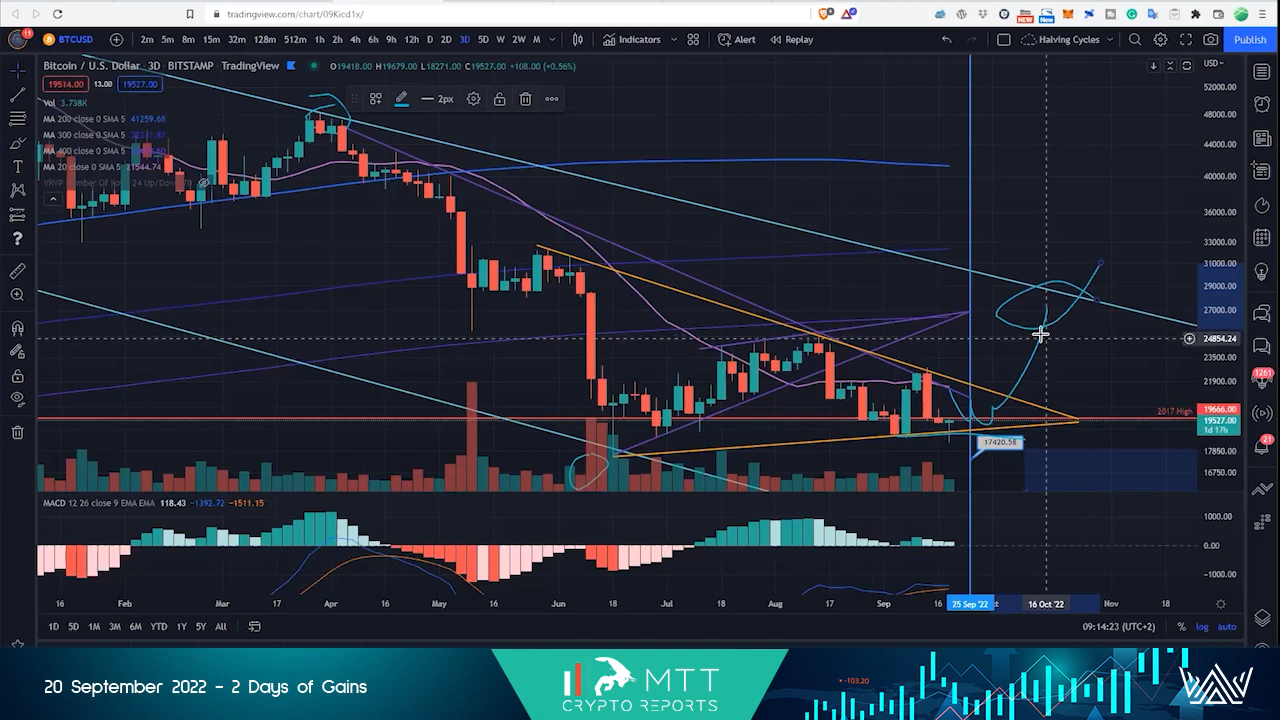 tradingview.com/chart/09Kicd1x/
11
BTCUSD
2m 5m 8m 15m 32m 128m 512m 1h 2h 4h 6h 9h 12h D 2D 3D 5D W 2W M
Indicators
Alert
Replay
Halving Cycles
Publish
Bitcoin / U.S. Dollar · 3D · BITSTAMP TradingView
O19418.00 H19679.00 L18271.00 C19527.00 +108.00 (+0.56%)
USD
19514.00 13.00 19527.00
2px
Vol 3.738K
MA 200 close 0 SMA 5 41259.68
MA 300 close 0 SMA 5
MA 400 close 0 SMA 5
MA 20 close 0 SMA 5 21544.74
52000.00
48000.00
44000.00
40000.00
36000.00
33000.00
31000.00
29000.00
27000.00
24854.24
23500.00
21900.00
2017 High 19666.00
19527.00
1d 17h
17420.58
17850.00
16750.00
MACD 12 26 close 9 EMA EMA 118.43 -1392.72 -1511.15
1000.00
0.00
-1000.00
16 Feb Mar 17 Apr 16 May 16 Jun 18 Jul 18 Aug 17 Sep 16 25 Sep '22 16 Oct '22 Nov 18
1D 5D 1M 3M 6M YTD 1Y 5Y All
09:14:23 (UTC+2)
% log auto
1261
21
New
20 September 2022 - 2 Days of Gains
MTT
CRYPTO REPORTS
-103.20